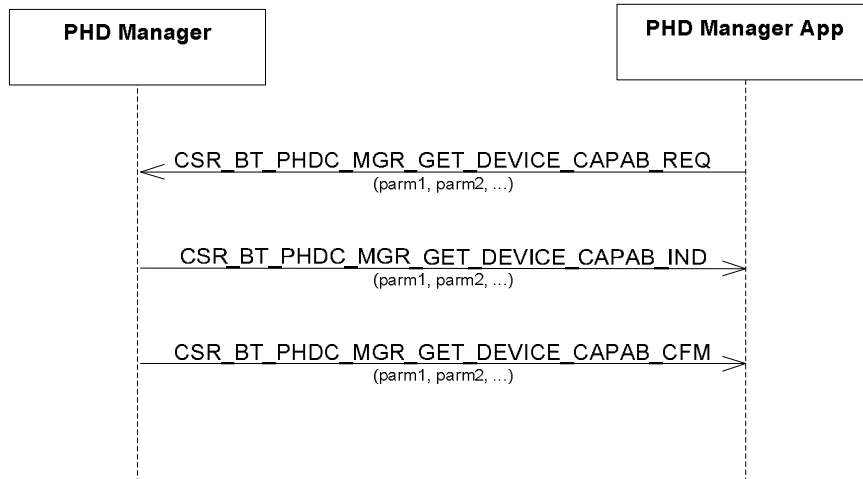 PHD Manager
PHD Manager App
CSR_BT_PHDC_MGR_GET_DEVICE_CAPAB_REQ
(parm1, parm2, ...)
CSR_BT_PHDC_MGR_GET_DEVICE_CAPAB_IND
(parm1, parm2, ...)
CSR_BT_PHDC_MGR_GET_DEVICE_CAPAB_CFM
(parm1, parm2, ...)